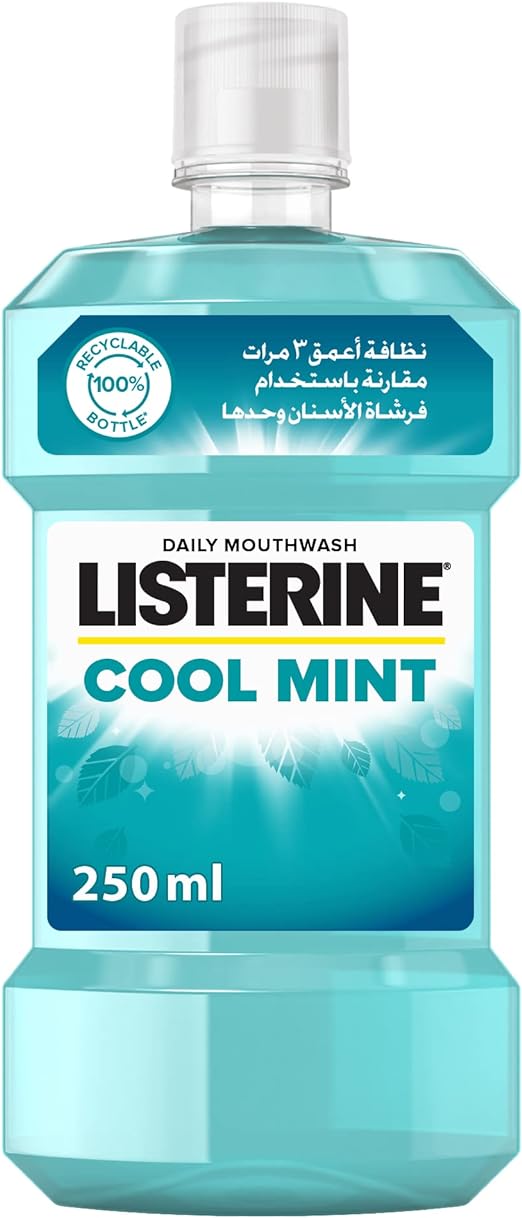 RECYCLABLE
100%
BOTTLE*
نظافة أعمق ٣ مرات
مقارنة باستخدام
فرشاة الأسنان وحدها
DAILY MOUTHWASH
LISTERINE®
COOL MINT
250 ml